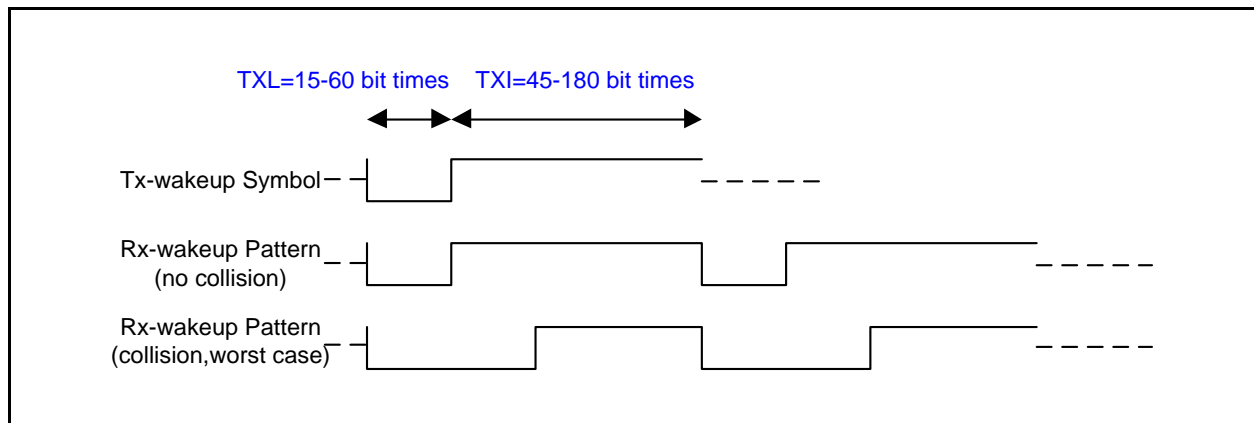 TXL=15-60 bit times TXI=45-180 bit times
Tx-wakeup Symbol
Rx-wakeup Pattern
(no collision)
Rx-wakeup Pattern
(collision,worst case)